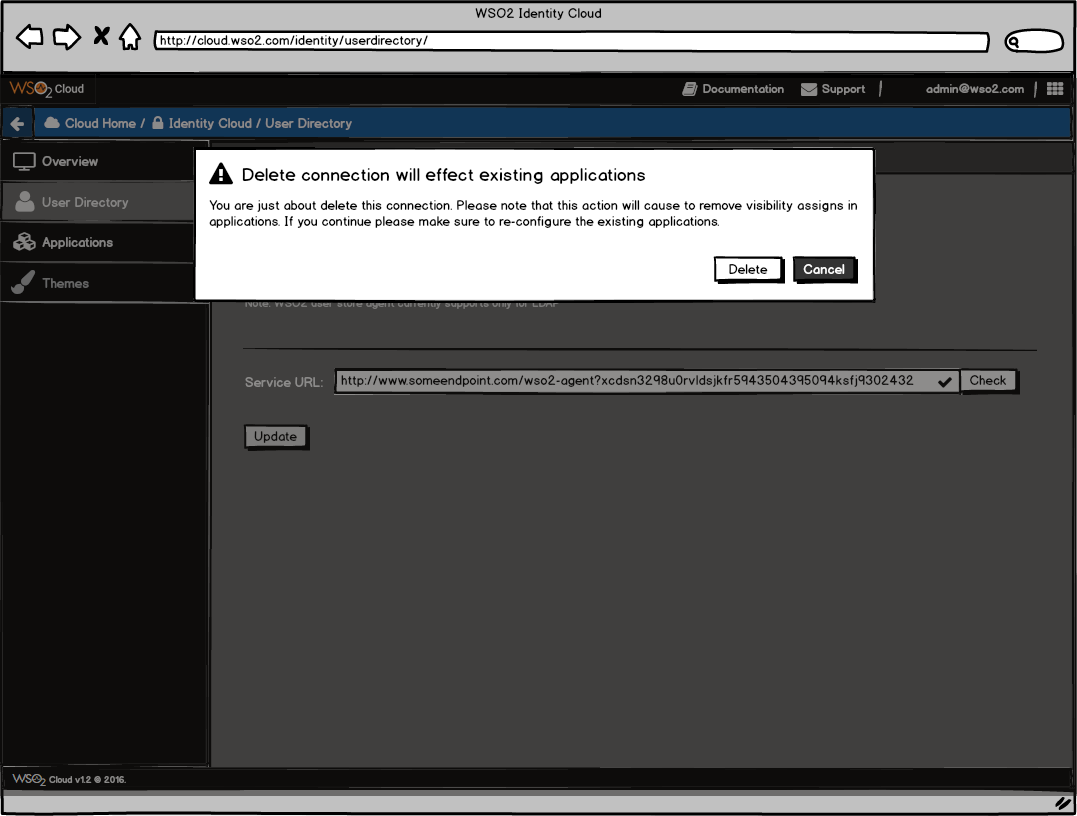 WSO2 Identity Cloud
http://cloud.wso2.com/identity/userdirectory/
WSO2 Cloud
Documentation
Support
admin@wso2.com
Cloud Home / Identity Cloud / User Directory
Overview
User Directory
Applications
Themes
Delete connection will effect existing applications
You are just about delete this connection. Please note that this action will cause to remove visibility assigns in
applications. If you continue please make sure to re-configure the existing applications.
Delete
Cancel
Note: WSO2 user store agent currently supports only for LDAP
Service URL:
http://www.someendpoint.com/wso2-agent?xcdsn3298u0rvldsjkfr5943504395094ksfj9302432
Check
Update
WSO2 Cloud v1.2 © 2016.